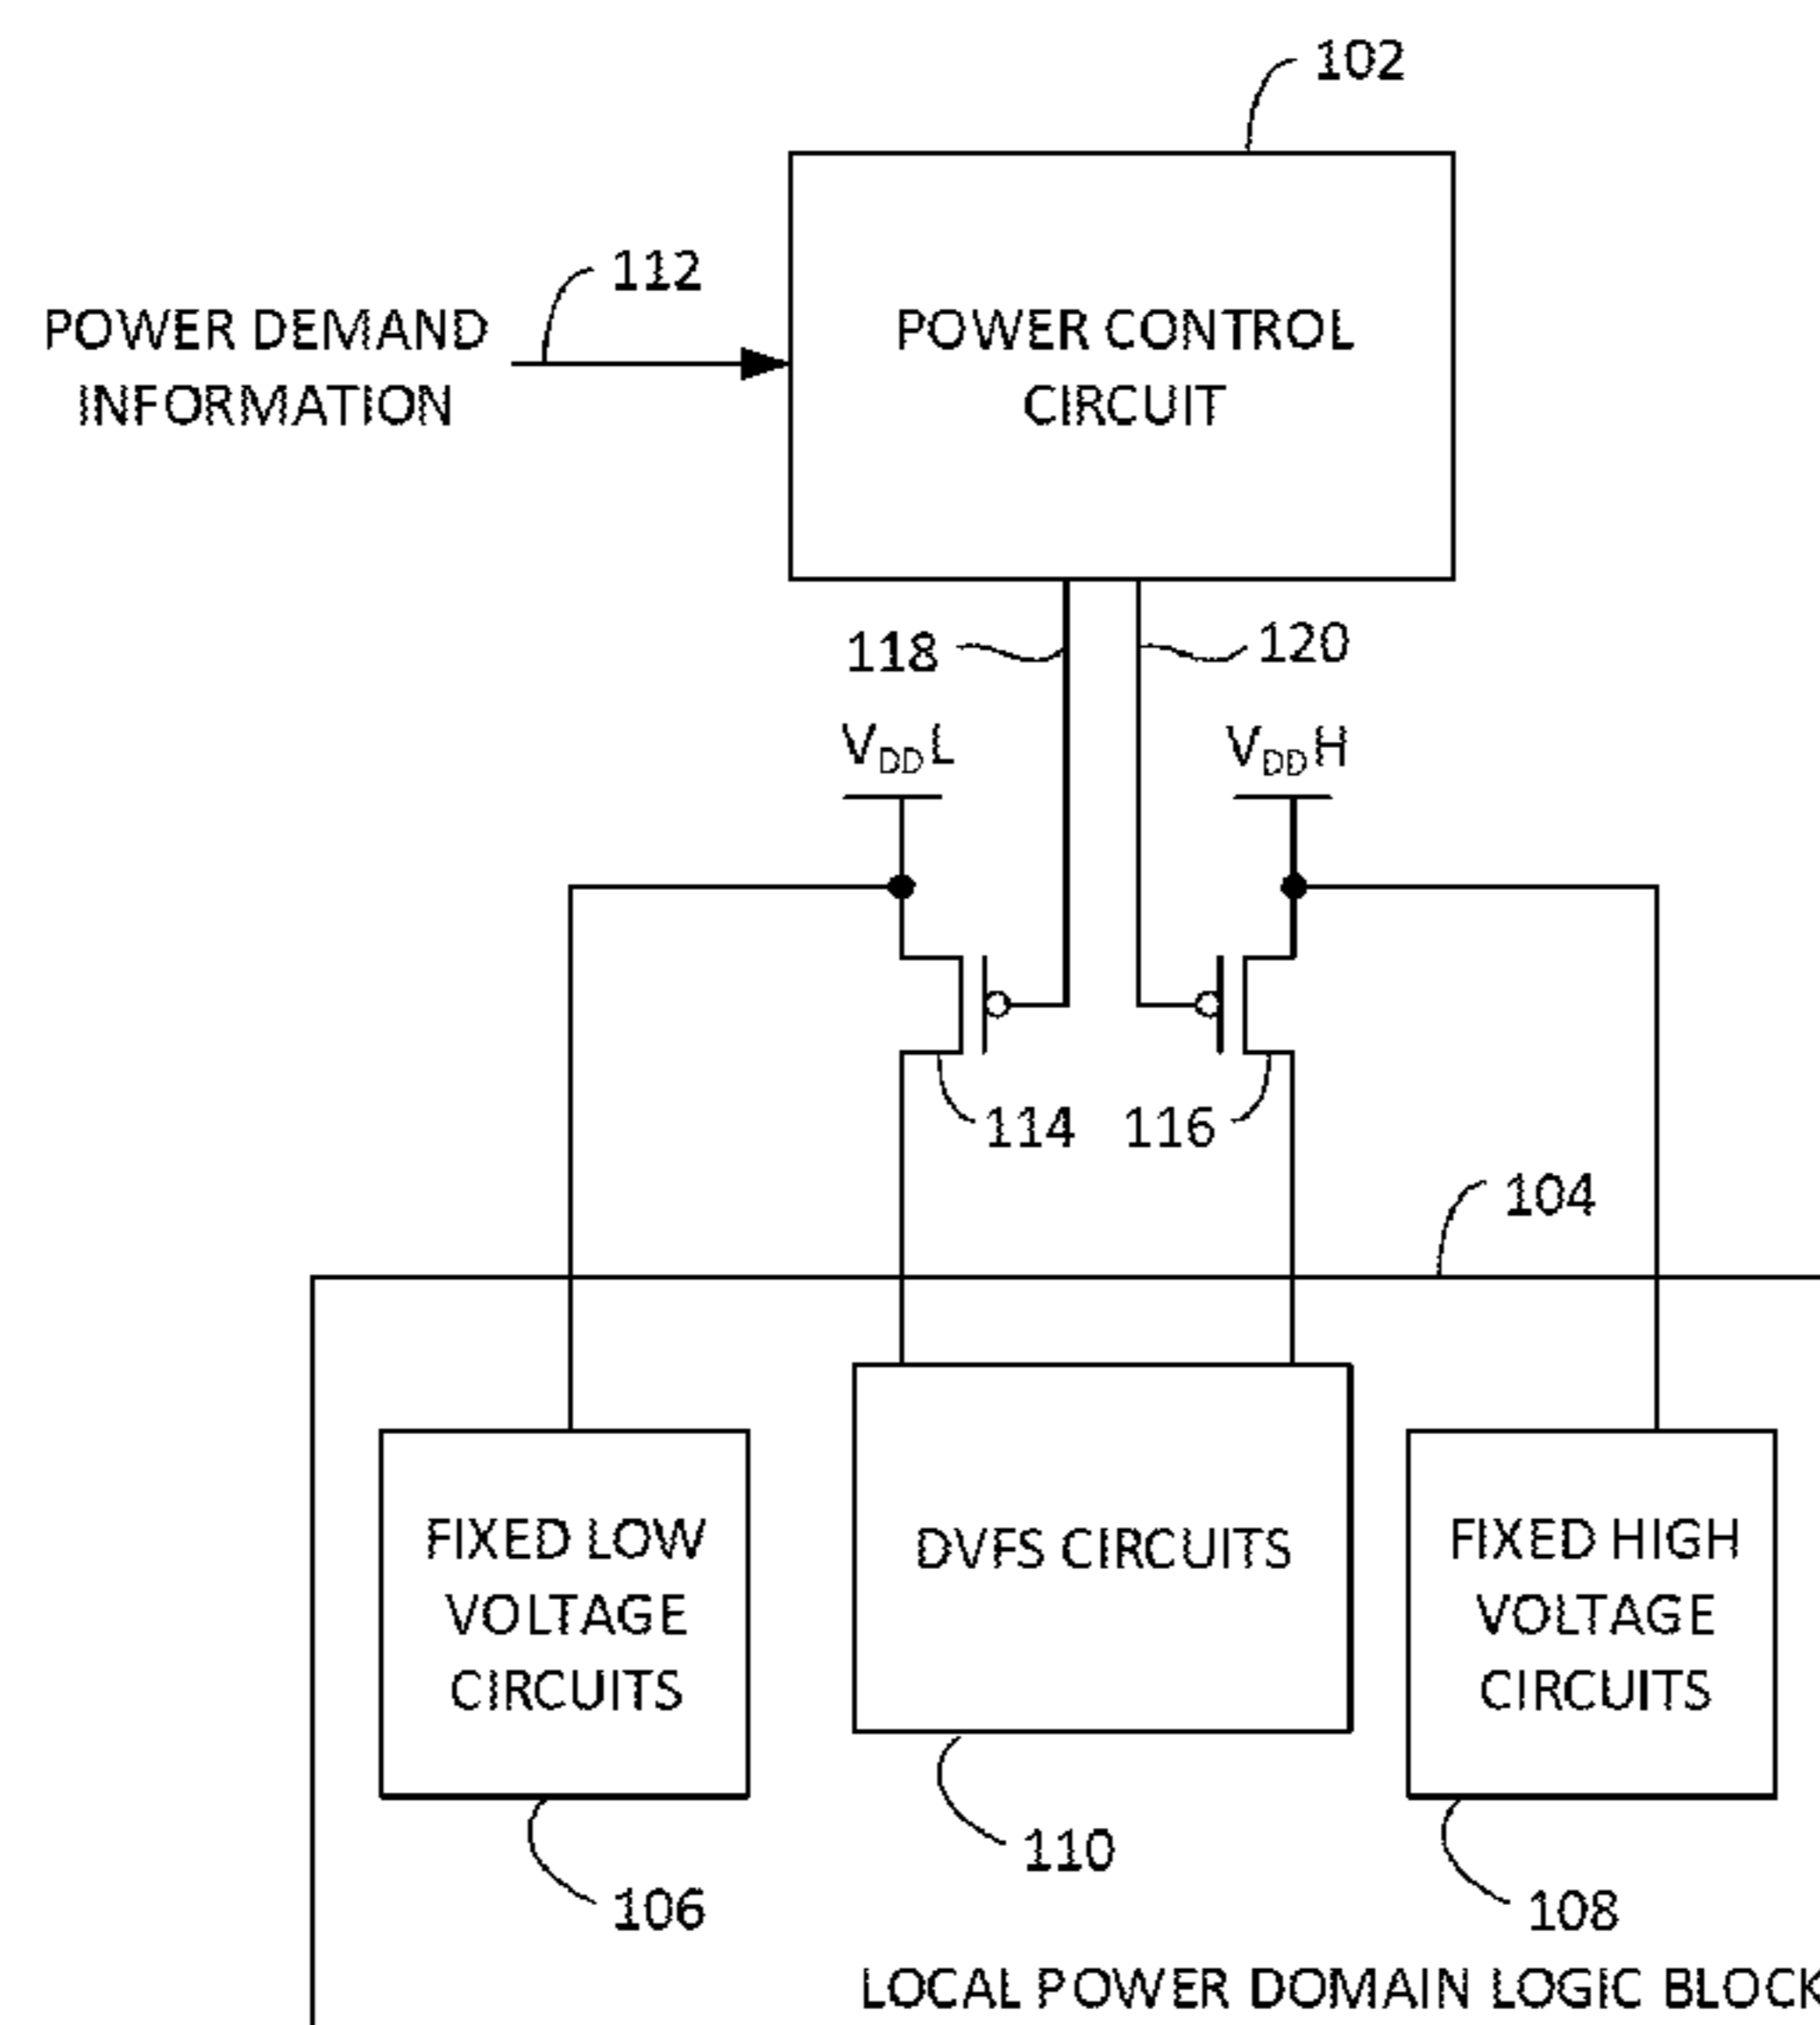 102
112
POWER DEMAND
INFORMATION
POWER CONTROL
CIRCUIT
118
120
VDDL
VDDH
114
116
104
FIXED LOW
VOLTAGE
CIRCUITS
DVFS CIRCUITS
FIXED HIGH
VOLTAGE
CIRCUITS
110
106
108
LOCAL POWER DOMAIN LOGIC BLOCK